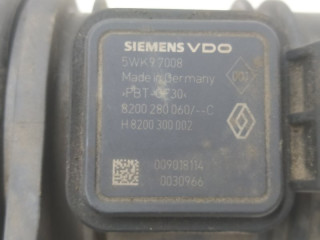 SIEMENS VDO
5WK97008
Made in Germany
›PBT-GF30‹
8200 280 060/--C
H 8200 300 002
009018114
0030966